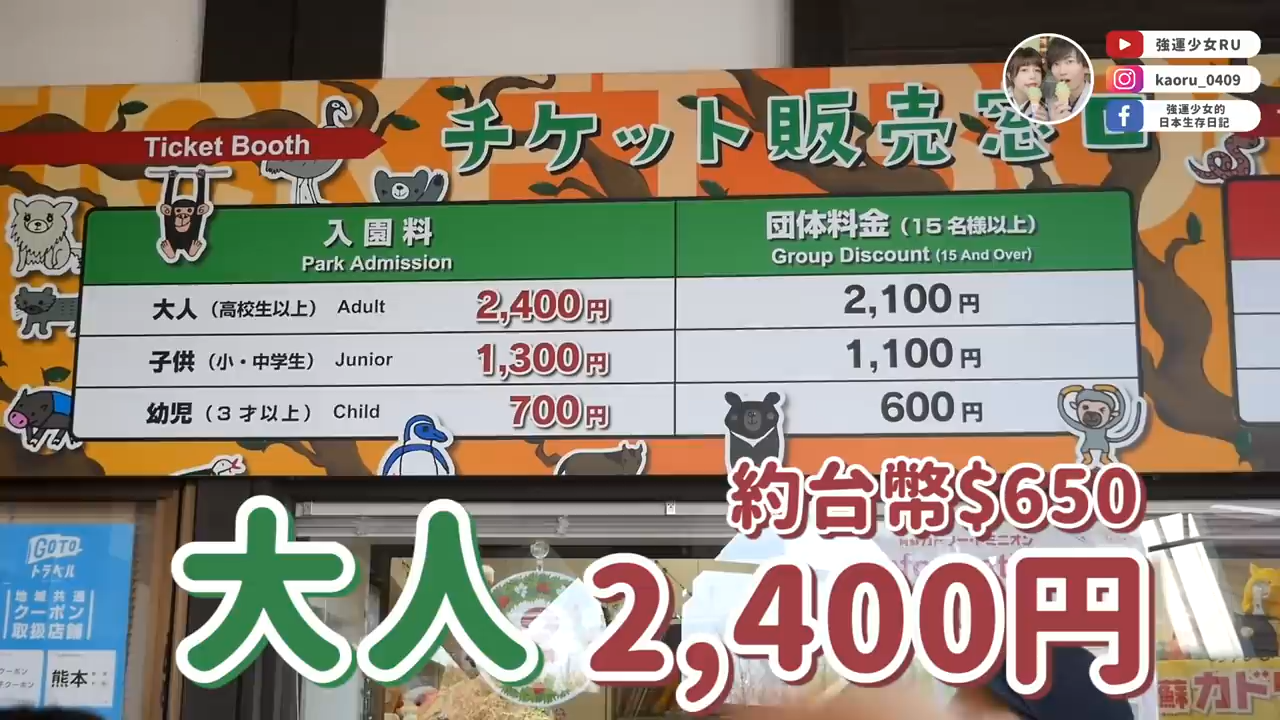 強運少女RU
kaoru_0409
強運少女的
日本生存日記
チケット販売窓口
Ticket Booth
入園料
Park Admission
団体料金（15名様以上）
Group Discount (15 And Over)
大人（高校生以上） Adult 2,400円 2,100円
子供（小・中学生） Junior 1,300円 1,100円
幼児（3才以上） Child 700円 600円
約台幣$650
大人 2,400円
GOTO
トラベル
地域共通
クーポン
取扱店舗
熊本